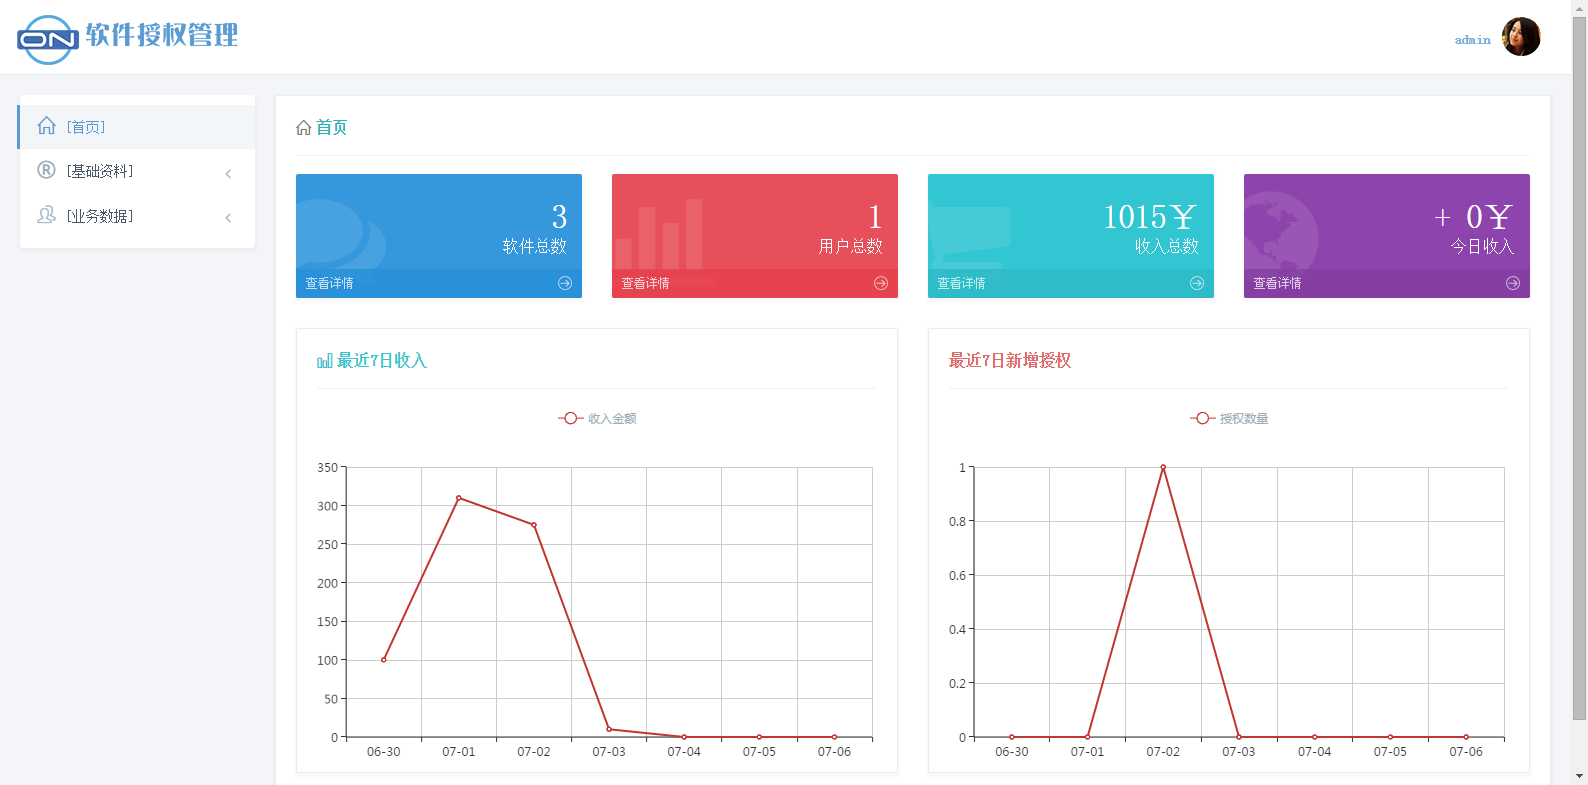 ON 软件授权管理
admin
[首页]
[基础资料]
[业务数据]
首页
3
软件总数
查看详情
1
用户总数
查看详情
1015￥
收入总数
查看详情
+ 0￥
今日收入
查看详情
最近7日收入
收入金额
350
300
250
200
150
100
50
0
06-30 07-01 07-02 07-03 07-04 07-05 07-06
最近7日新增授权
授权数量
1
0.8
0.6
0.4
0.2
0
06-30 07-01 07-02 07-03 07-04 07-05 07-06